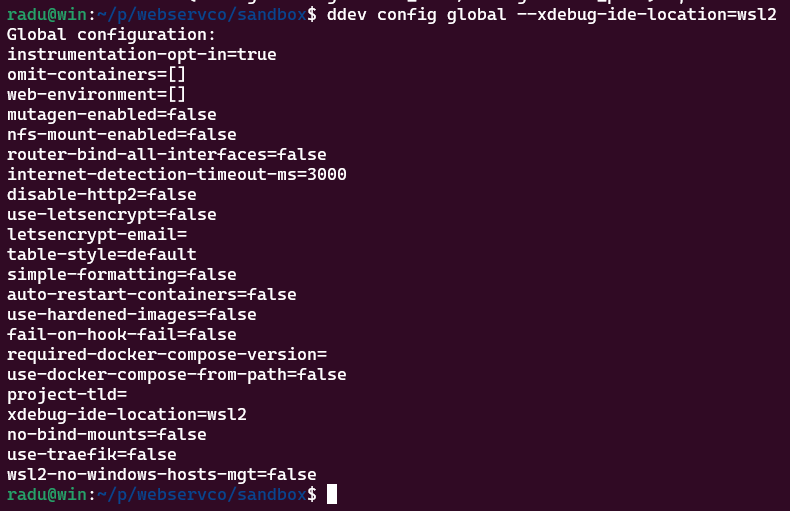 radu@win:~/p/webservco/sandbox$ ddev config global --xdebug-ide-location=wsl2
Global configuration:
instrumentation-opt-in=true
omit-containers=[]
web-environment=[]
mutagen-enabled=false
nfs-mount-enabled=false
router-bind-all-interfaces=false
internet-detection-timeout-ms=3000
disable-http2=false
use-letsencrypt=false
letsencrypt-email=
table-style=default
simple-formatting=false
auto-restart-containers=false
use-hardened-images=false
fail-on-hook-fail=false
required-docker-compose-version=
use-docker-compose-from-path=false
project-tld=
xdebug-ide-location=wsl2
no-bind-mounts=false
use-traefik=false
wsl2-no-windows-hosts-mgt=false
radu@win:~/p/webservco/sandbox$